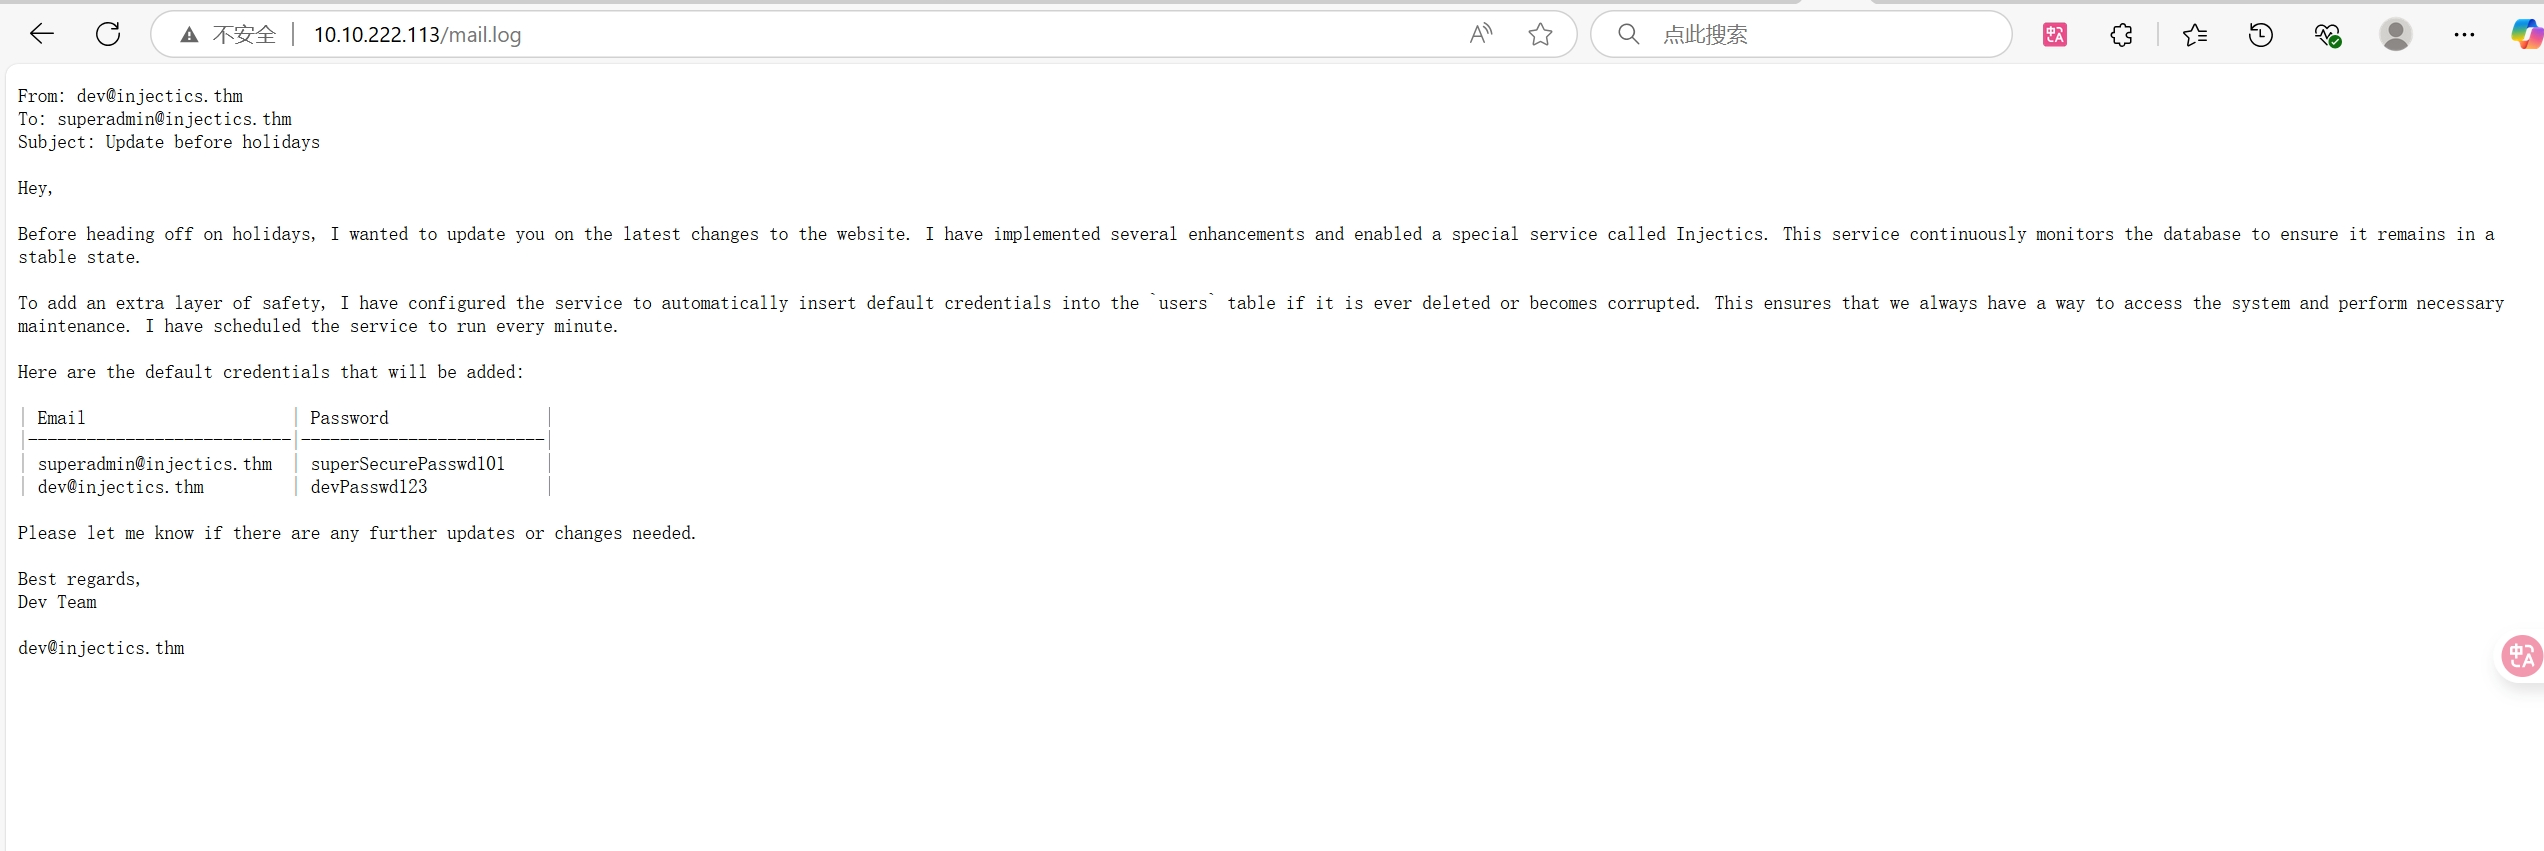 不安全 | 10.10.222.113/mail.log
点此搜索
From: dev@injectics.thm
To: superadmin@injectics.thm
Subject: Update before holidays
Hey,
Before heading off on holidays, I wanted to update you on the latest changes to the website. I have implemented several enhancements and enabled a special service called Injectics. This service continuously monitors the database to ensure it remains in a
stable state.
To add an extra layer of safety, I have configured the service to automatically insert default credentials into the `users` table if it is ever deleted or becomes corrupted. This ensures that we always have a way to access the system and perform necessary
maintenance. I have scheduled the service to run every minute.
Here are the default credentials that will be added:
| Email                     | Password                |
|---------------------------|-------------------------|
| superadmin@injectics.thm  | superSecurePasswd101    |
| dev@injectics.thm         | devPasswd123            |
Please let me know if there are any further updates or changes needed.
Best regards,
Dev Team
dev@injectics.thm